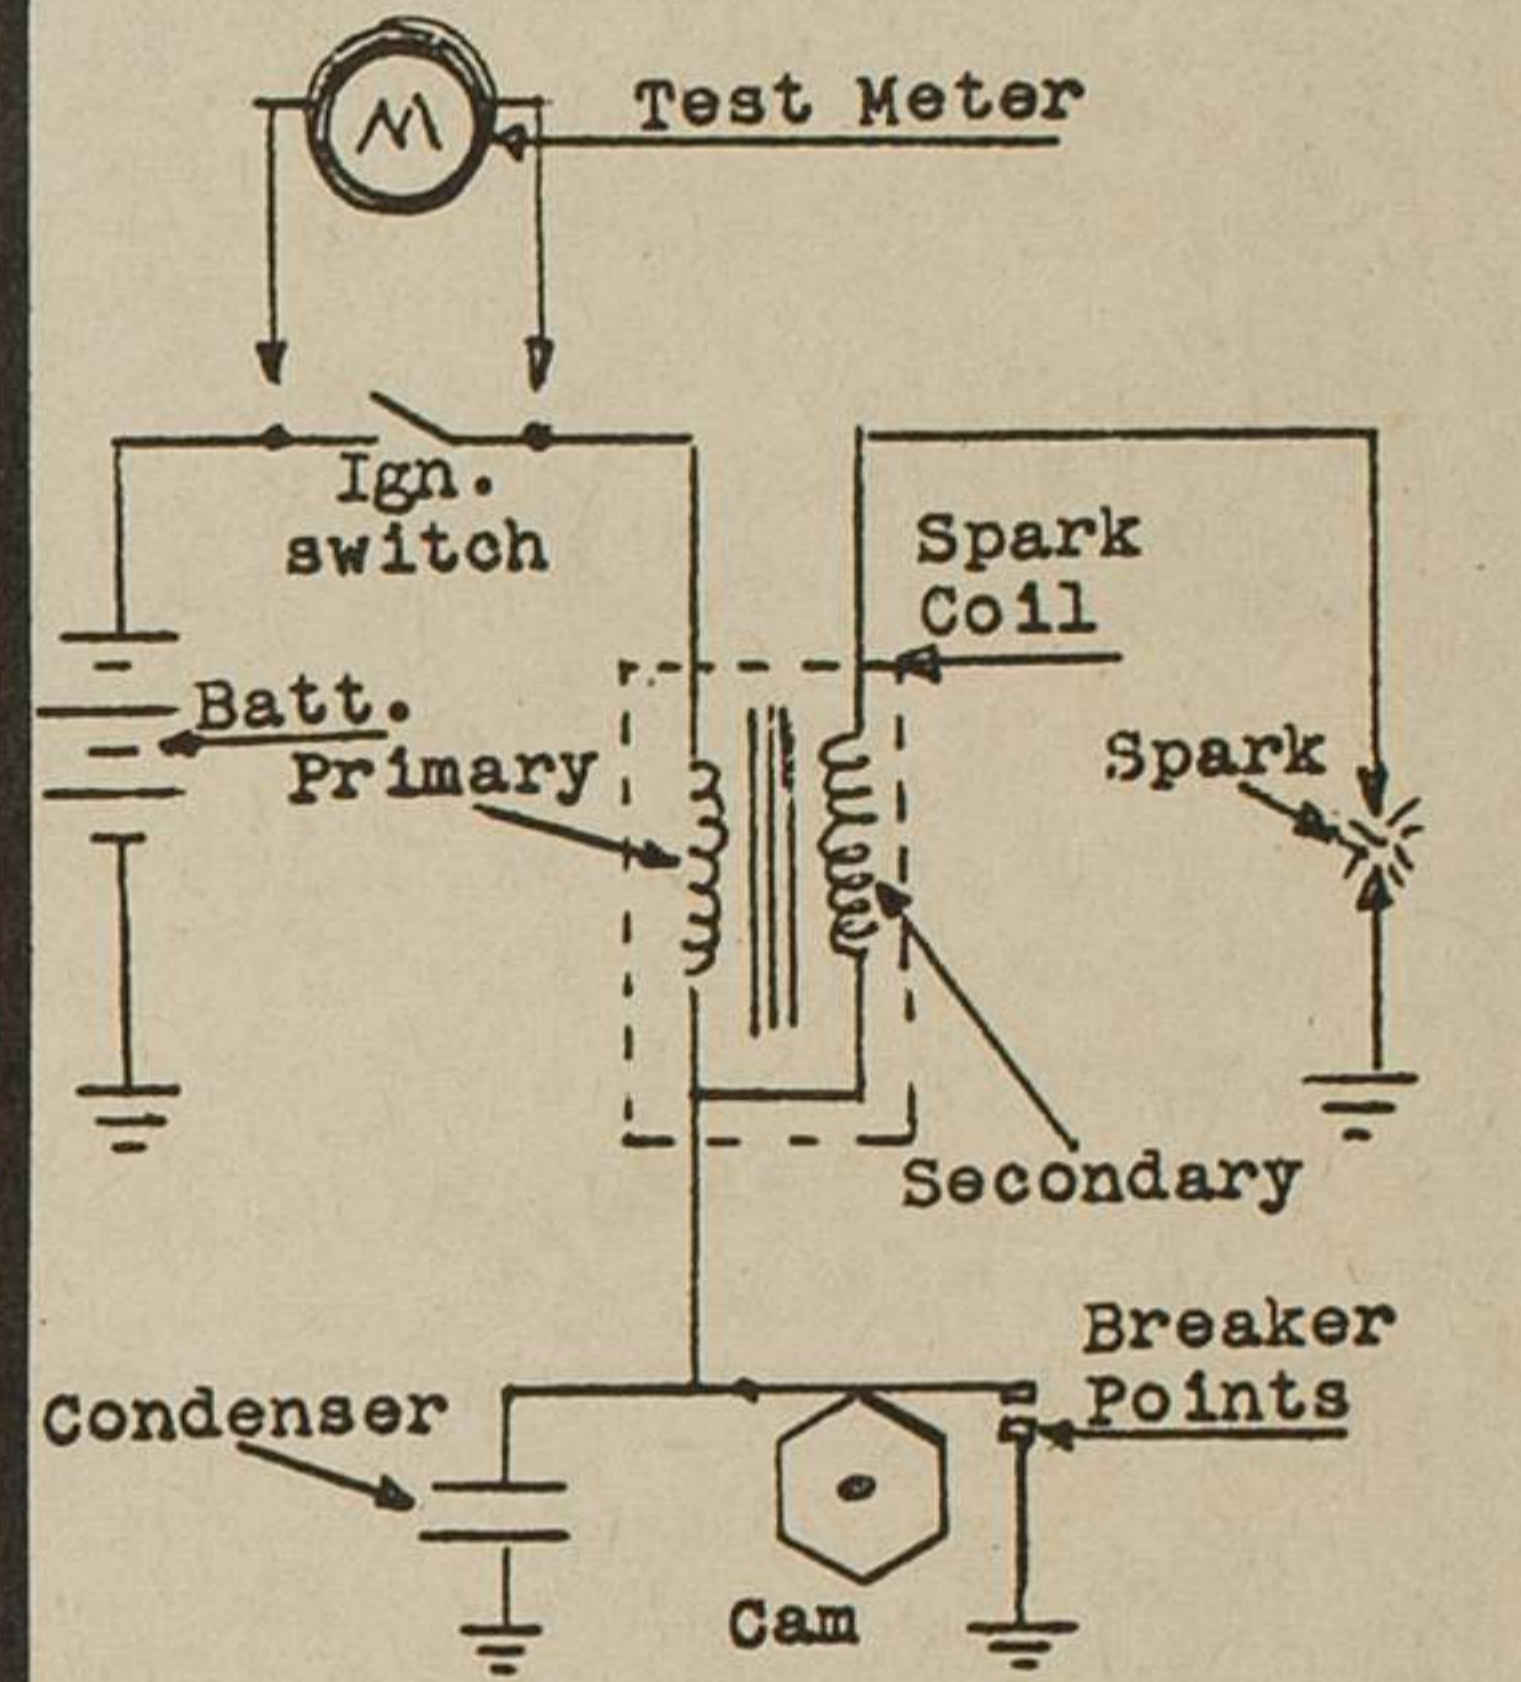 M
Test Meter
Ign.
switch
Spark
Coil
Batt.
Primary
Spark
Secondary
Breaker
Points
Condenser
Cam